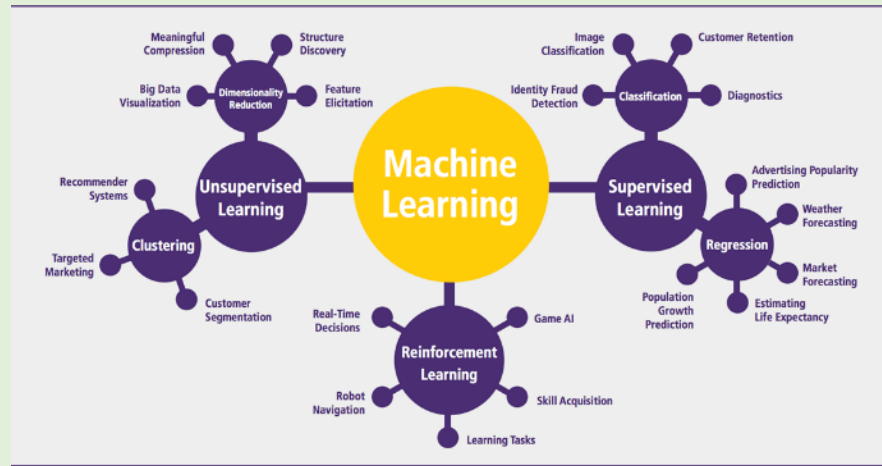 Machine
Learning
Unsupervised
Learning
Dimensionality
Reduction
Meaningful
Compression
Structure
Discovery
Big Data
Visualization
Feature
Elicitation
Clustering
Recommender
Systems
Targeted
Marketing
Customer
Segmentation
Supervised
Learning
Classification
Image
Classification
Customer Retention
Identity Fraud
Detection
Diagnostics
Regression
Advertising Popularity
Prediction
Weather
Forecasting
Market
Forecasting
Population
Growth
Prediction
Estimating
Life Expectancy
Reinforcement
Learning
Real-Time
Decisions
Game AI
Robot
Navigation
Skill Acquisition
Learning Tasks